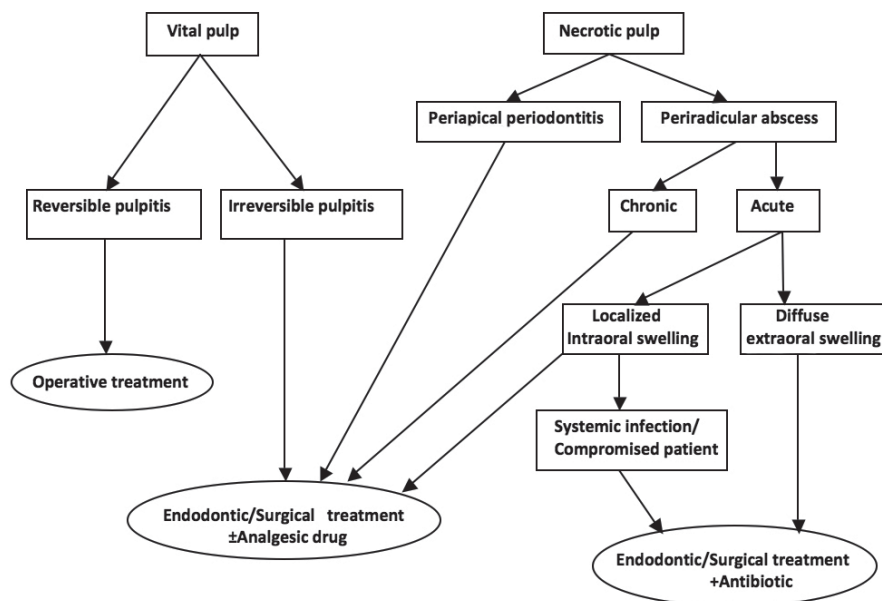 Vital pulp
Necrotic pulp
Periapical periodontitis
Periradicular abscess
Reversible pulpitis
Irreversible pulpitis
Chronic
Acute
Localized
Intraoral swelling
Diffuse
extraoral swelling
Operative treatment
Systemic infection/
Compromised patient
Endodontic/Surgical treatment
±Analgesic drug
Endodontic/Surgical treatment
+Antibiotic